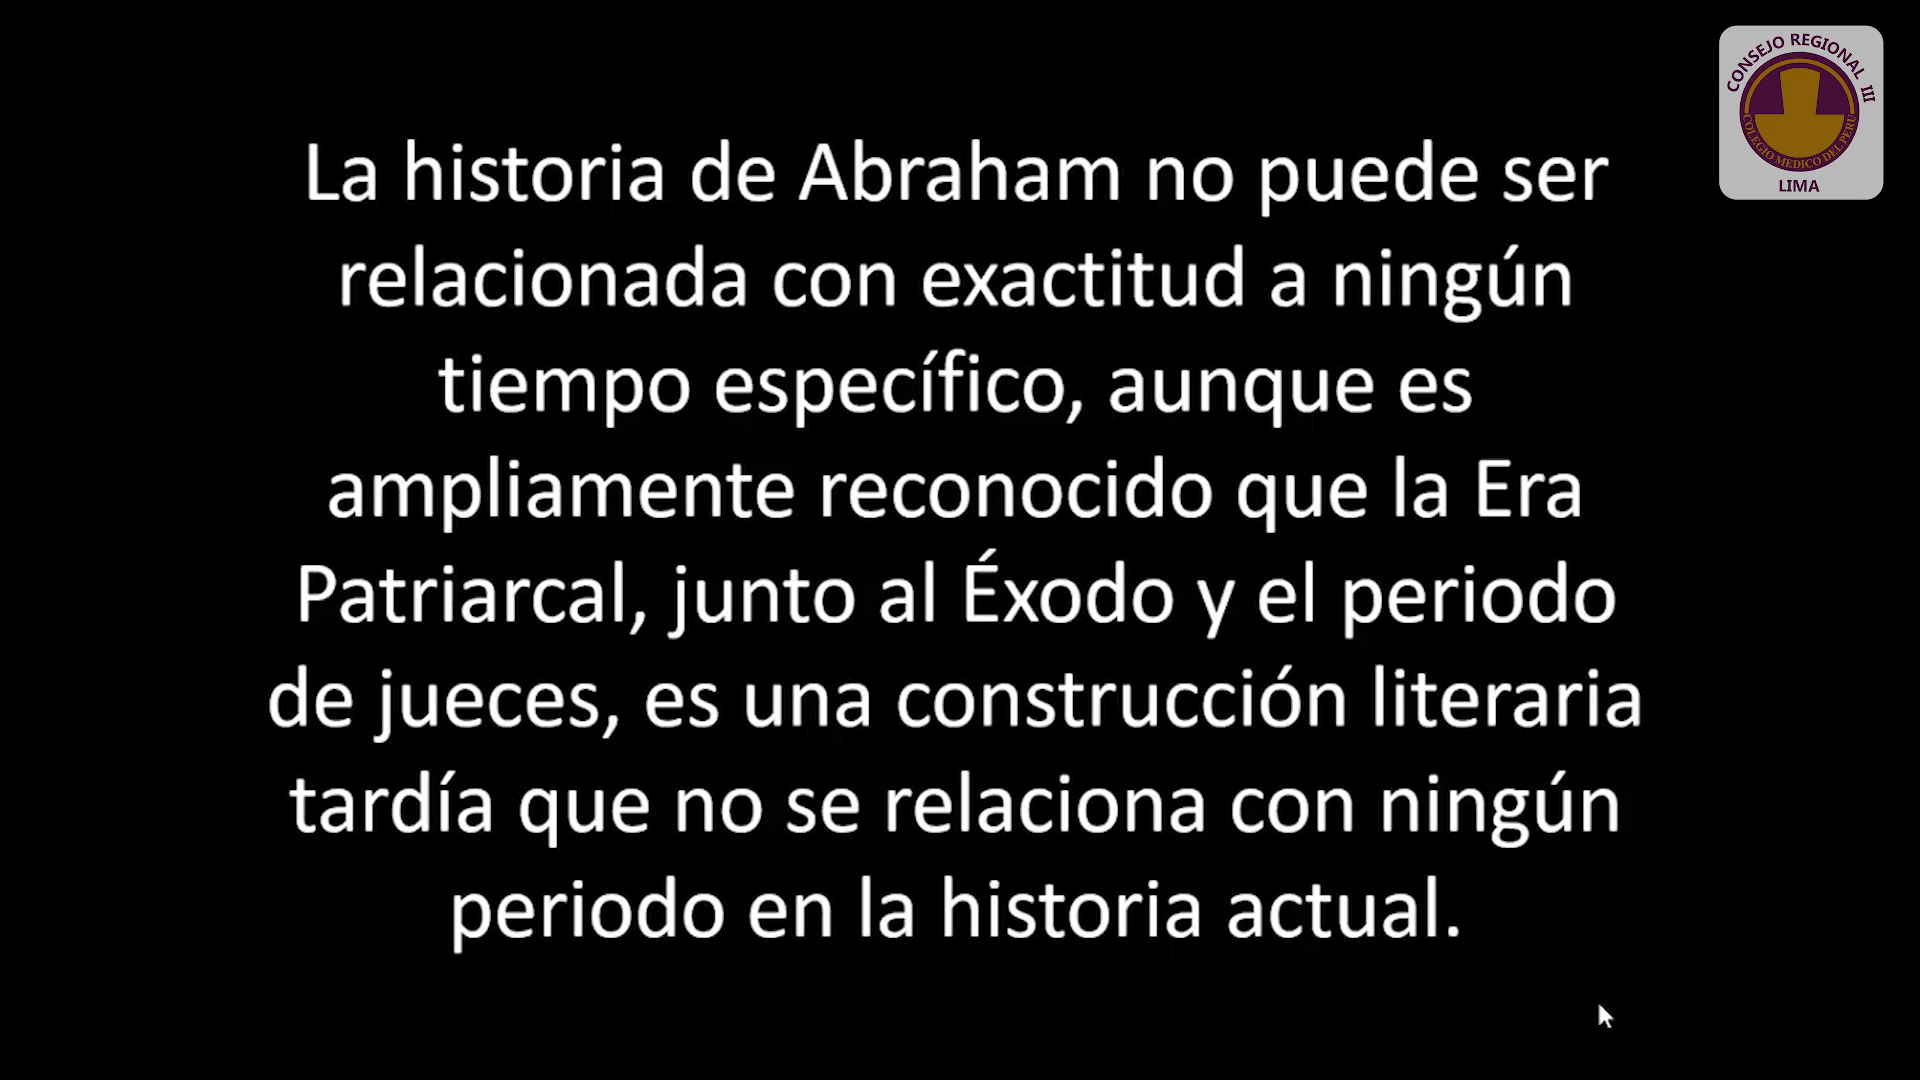 CONSEJO REGIONAL III
COLEGIO MEDICO DEL PERU
LIMA
La historia de Abraham no puede ser
relacionada con exactitud a ningún
tiempo específico, aunque es
ampliamente reconocido que la Era
Patriarcal, junto al Éxodo y el periodo
de jueces, es una construcción literaria
tardía que no se relaciona con ningún
periodo en la historia actual.